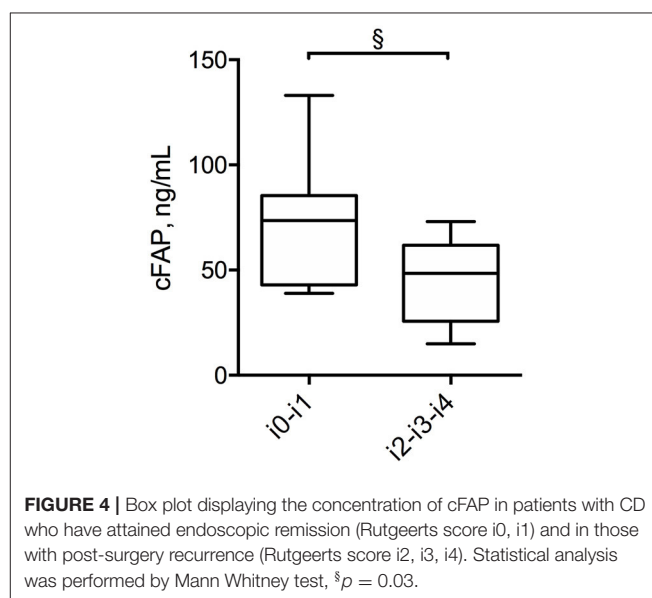 §
150
100
50
0
cFAP, ng/mL
i0-i1
i2-i3-i4
FIGURE 4 | Box plot displaying the concentration of cFAP in patients with CD
who have attained endoscopic remission (Rutgeerts score i0, i1) and in those
with post-surgery recurrence (Rutgeerts score i2, i3, i4). Statistical analysis
was performed by Mann Whitney test, §p = 0.03.